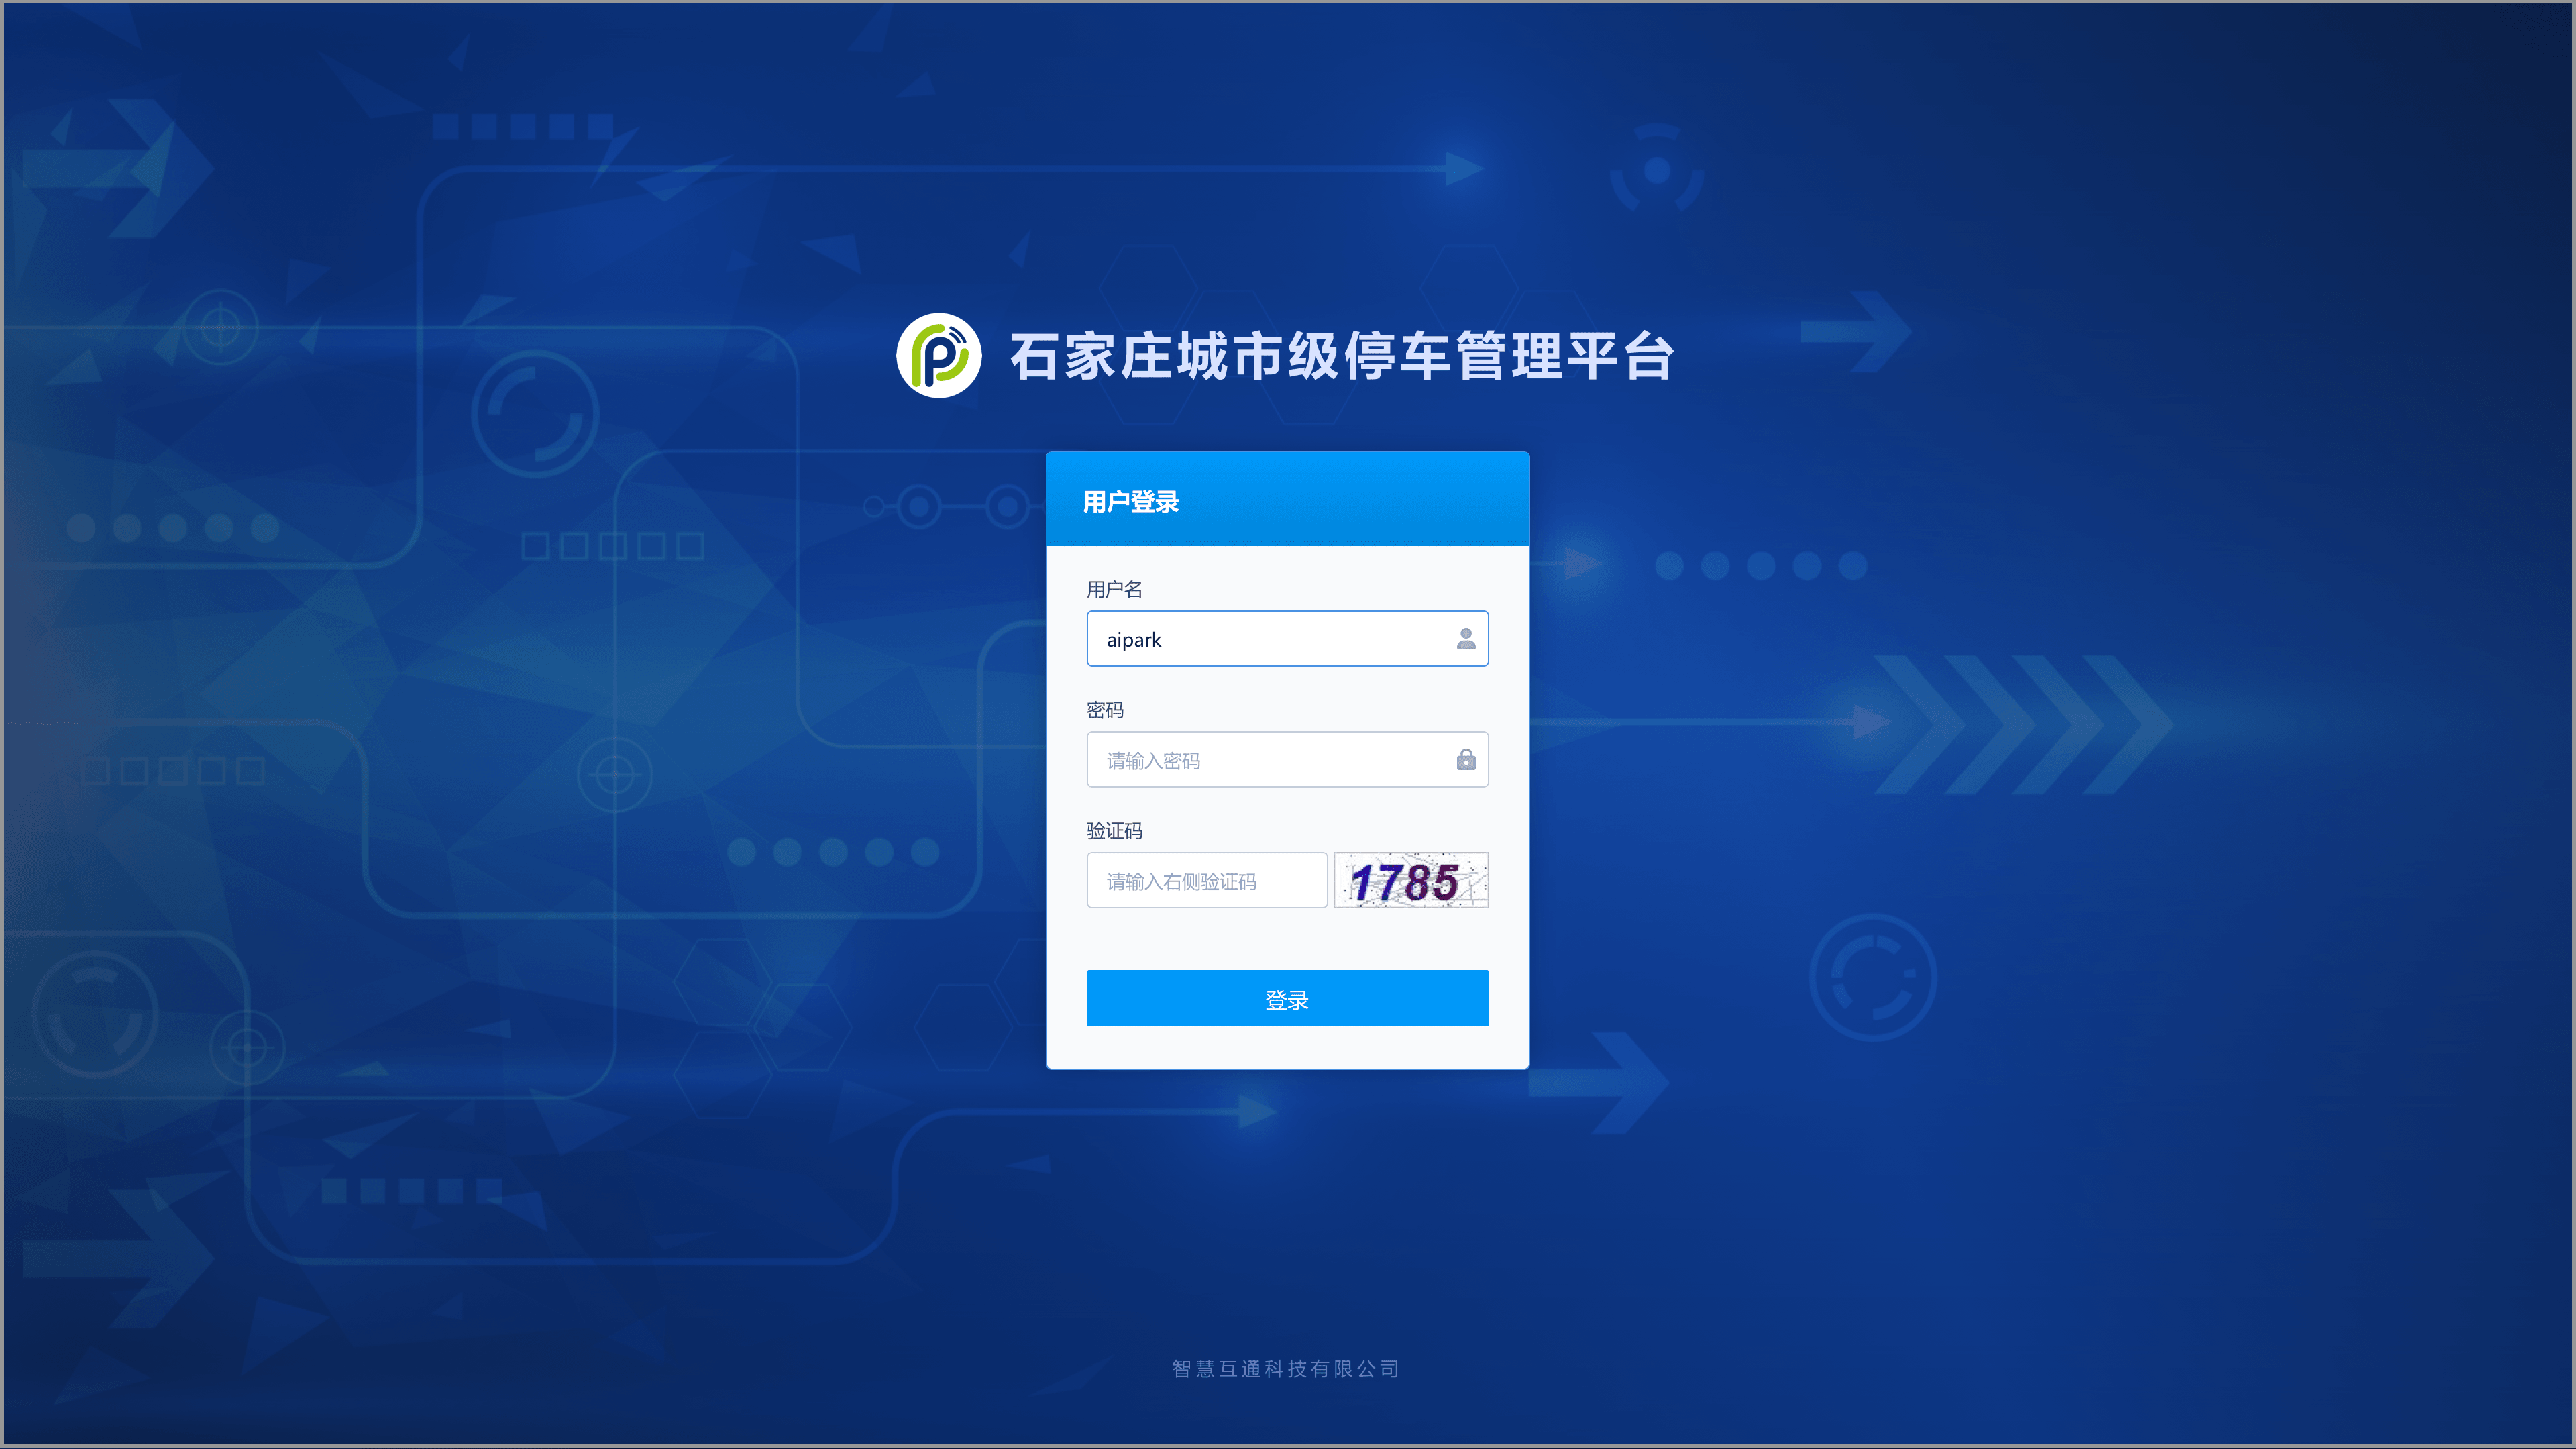 石家庄城市级停车管理平台
用户登录
用户名
aipark
密码
请输入密码
验证码
请输入右侧验证码
1785
登录
智慧互通科技有限公司